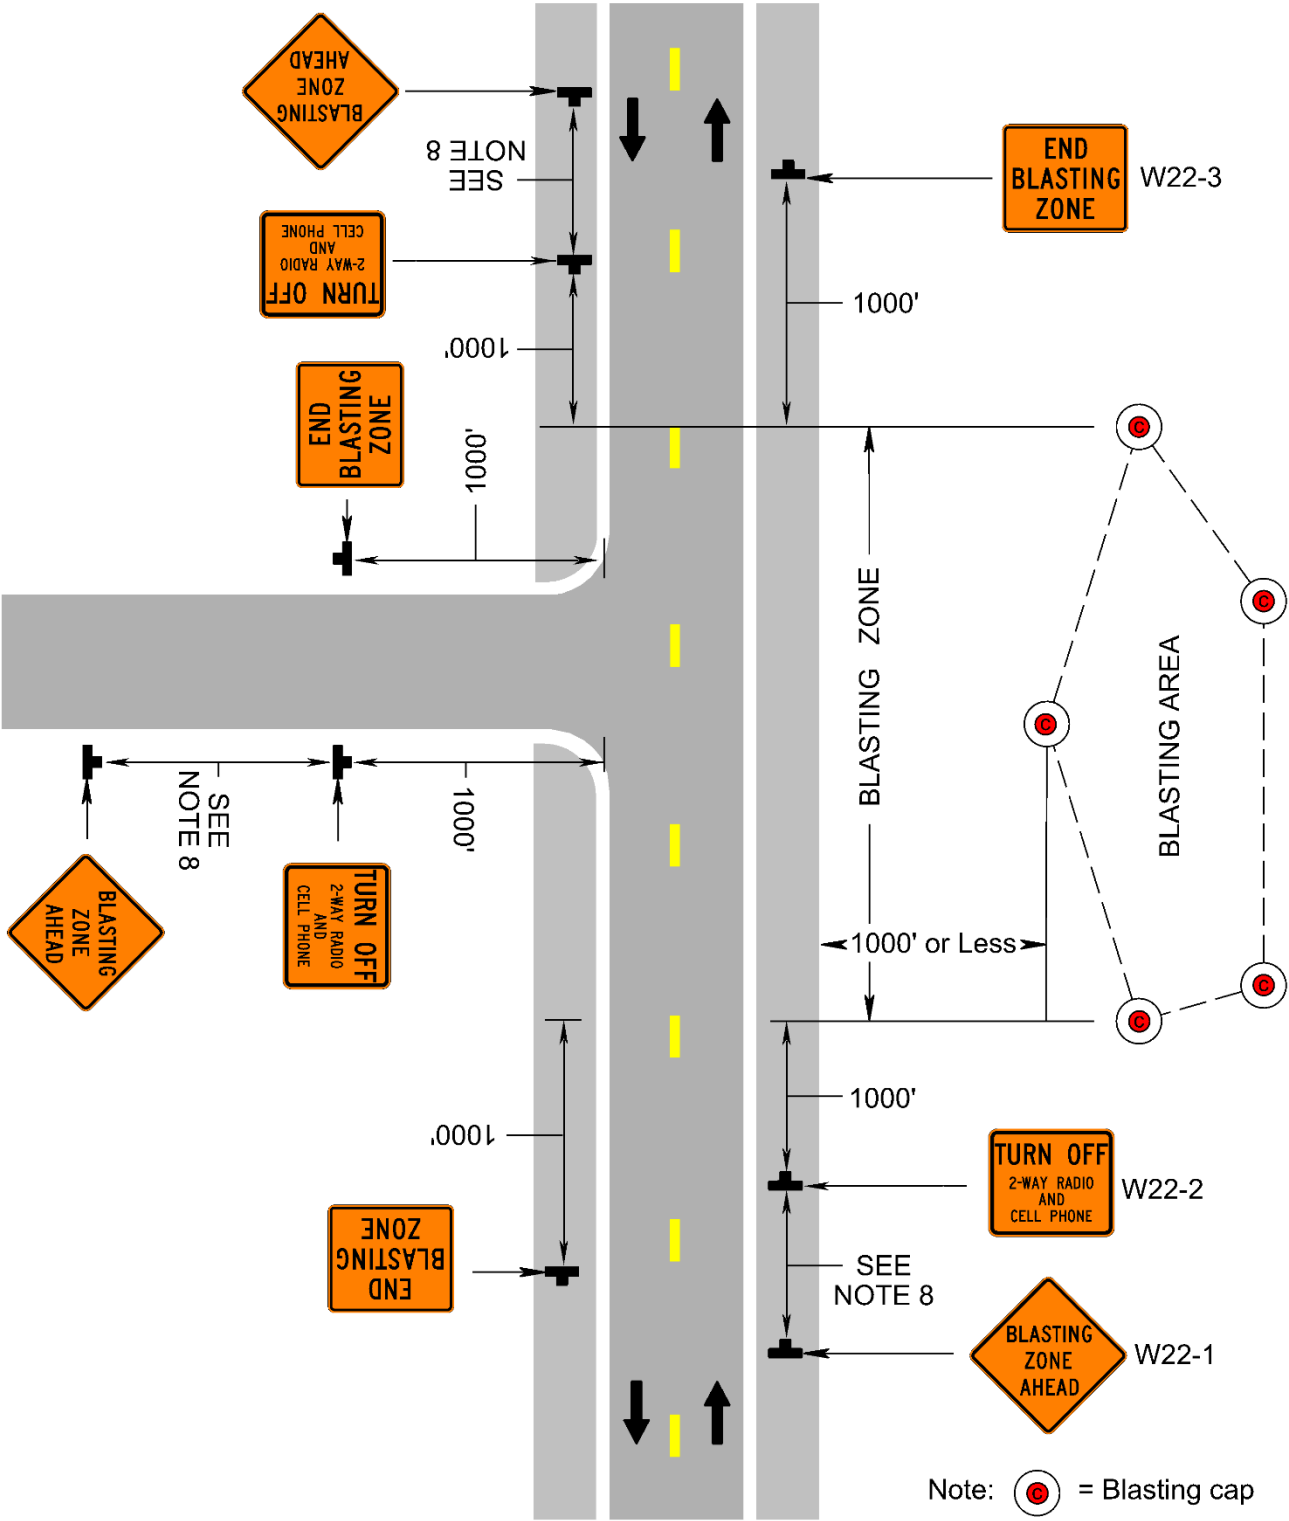 BLASTING
ZONE
AHEAD
SEE
NOTE 8
TURN OFF
2-WAY RADIO
AND
CELL PHONE
1000'
END
BLASTING
ZONE
1000'
END
BLASTING
ZONE
W22-3
1000'
BLASTING ZONE
BLASTING AREA
C
C
C
C
C
1000' or Less
SEE
NOTE 8
1000'
BLASTING
ZONE
AHEAD
TURN OFF
2-WAY RADIO
AND
CELL PHONE
1000'
END
BLASTING
ZONE
1000'
TURN OFF
2-WAY RADIO
AND
CELL PHONE
W22-2
SEE
NOTE 8
BLASTING
ZONE
AHEAD
W22-1
Note: C = Blasting cap